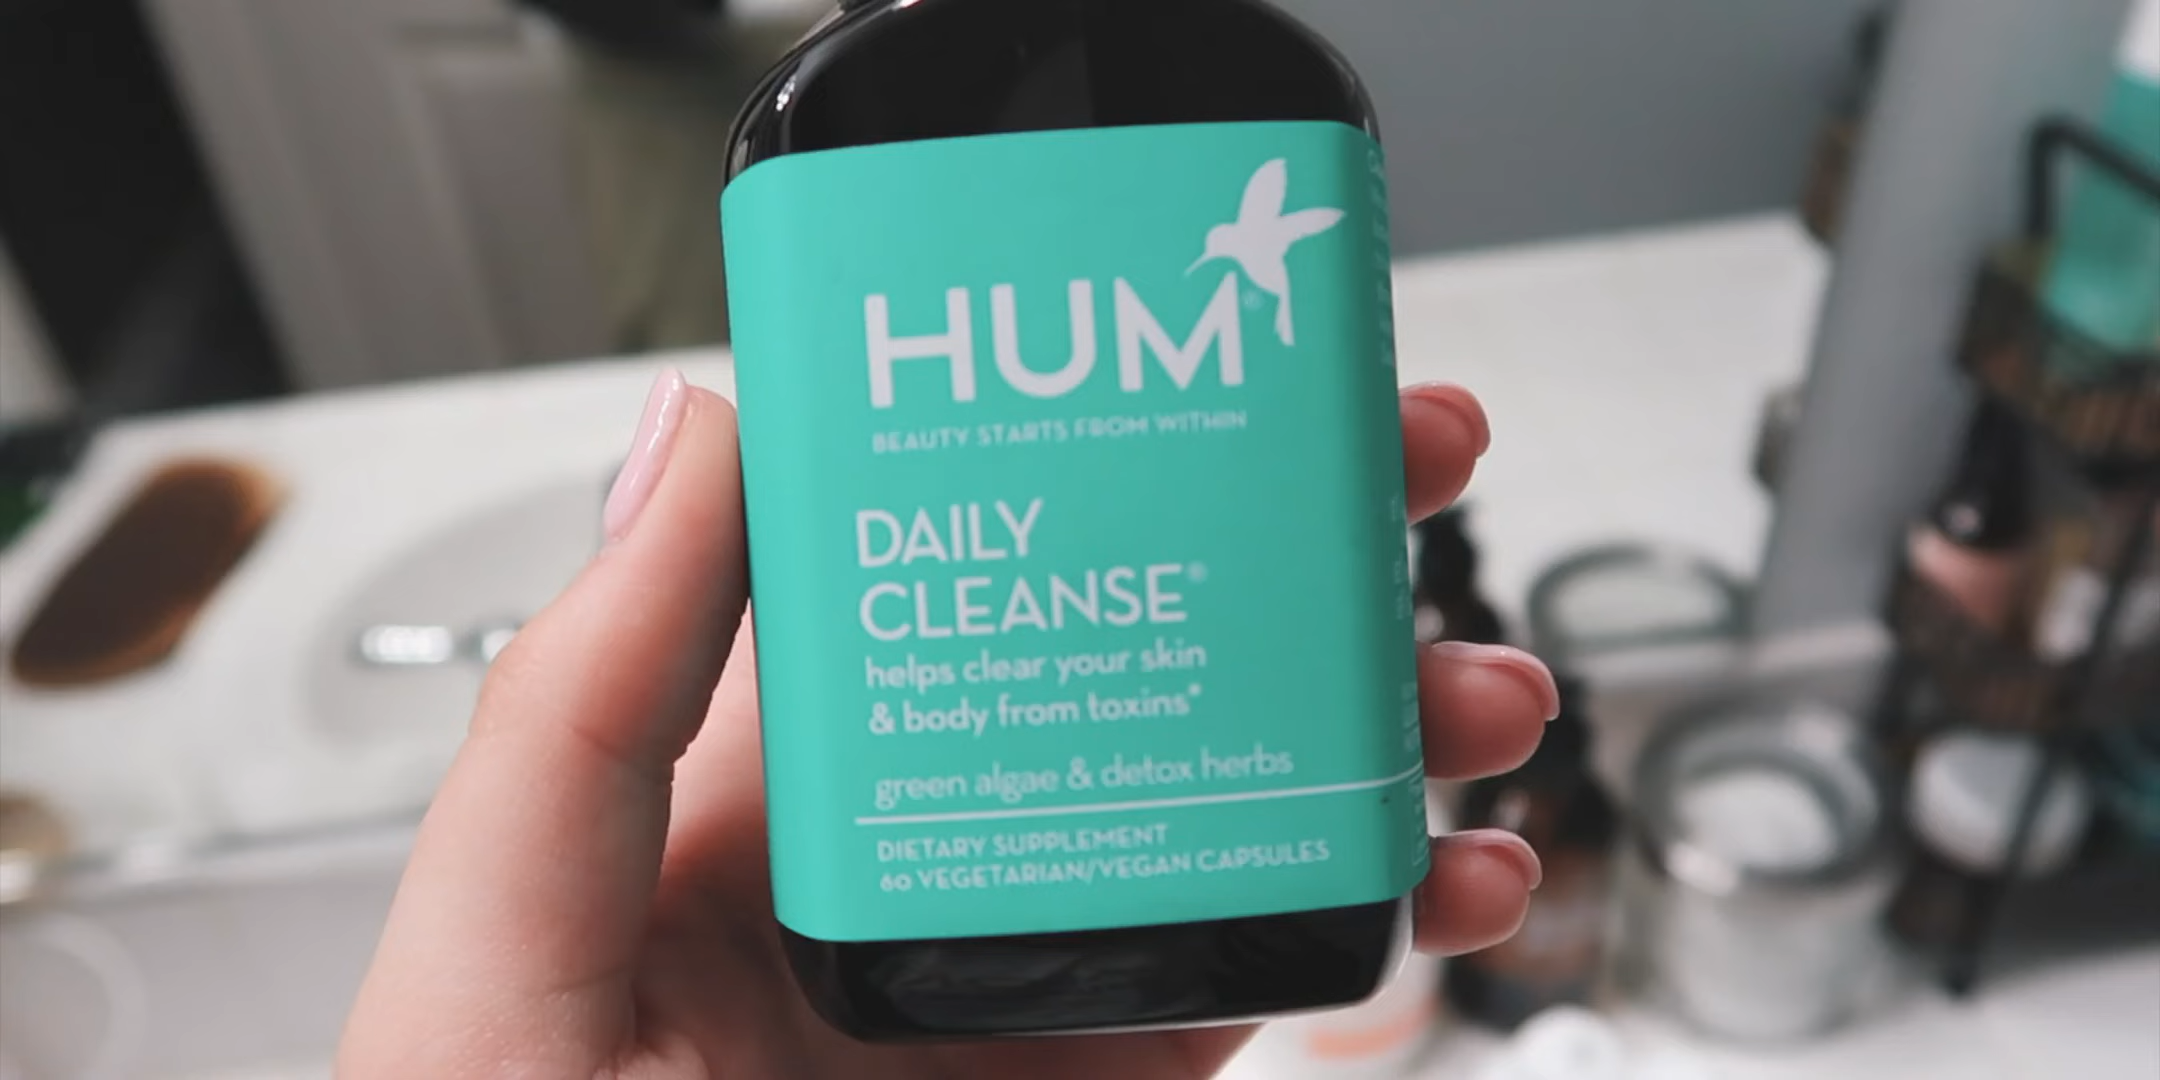 HUM®
BEAUTY STARTS FROM WITHIN
DAILY
CLEANSE®
helps clear your skin
& body from toxins*
green algae & detox herbs
DIETARY SUPPLEMENT
60 VEGETARIAN/VEGAN CAPSULES